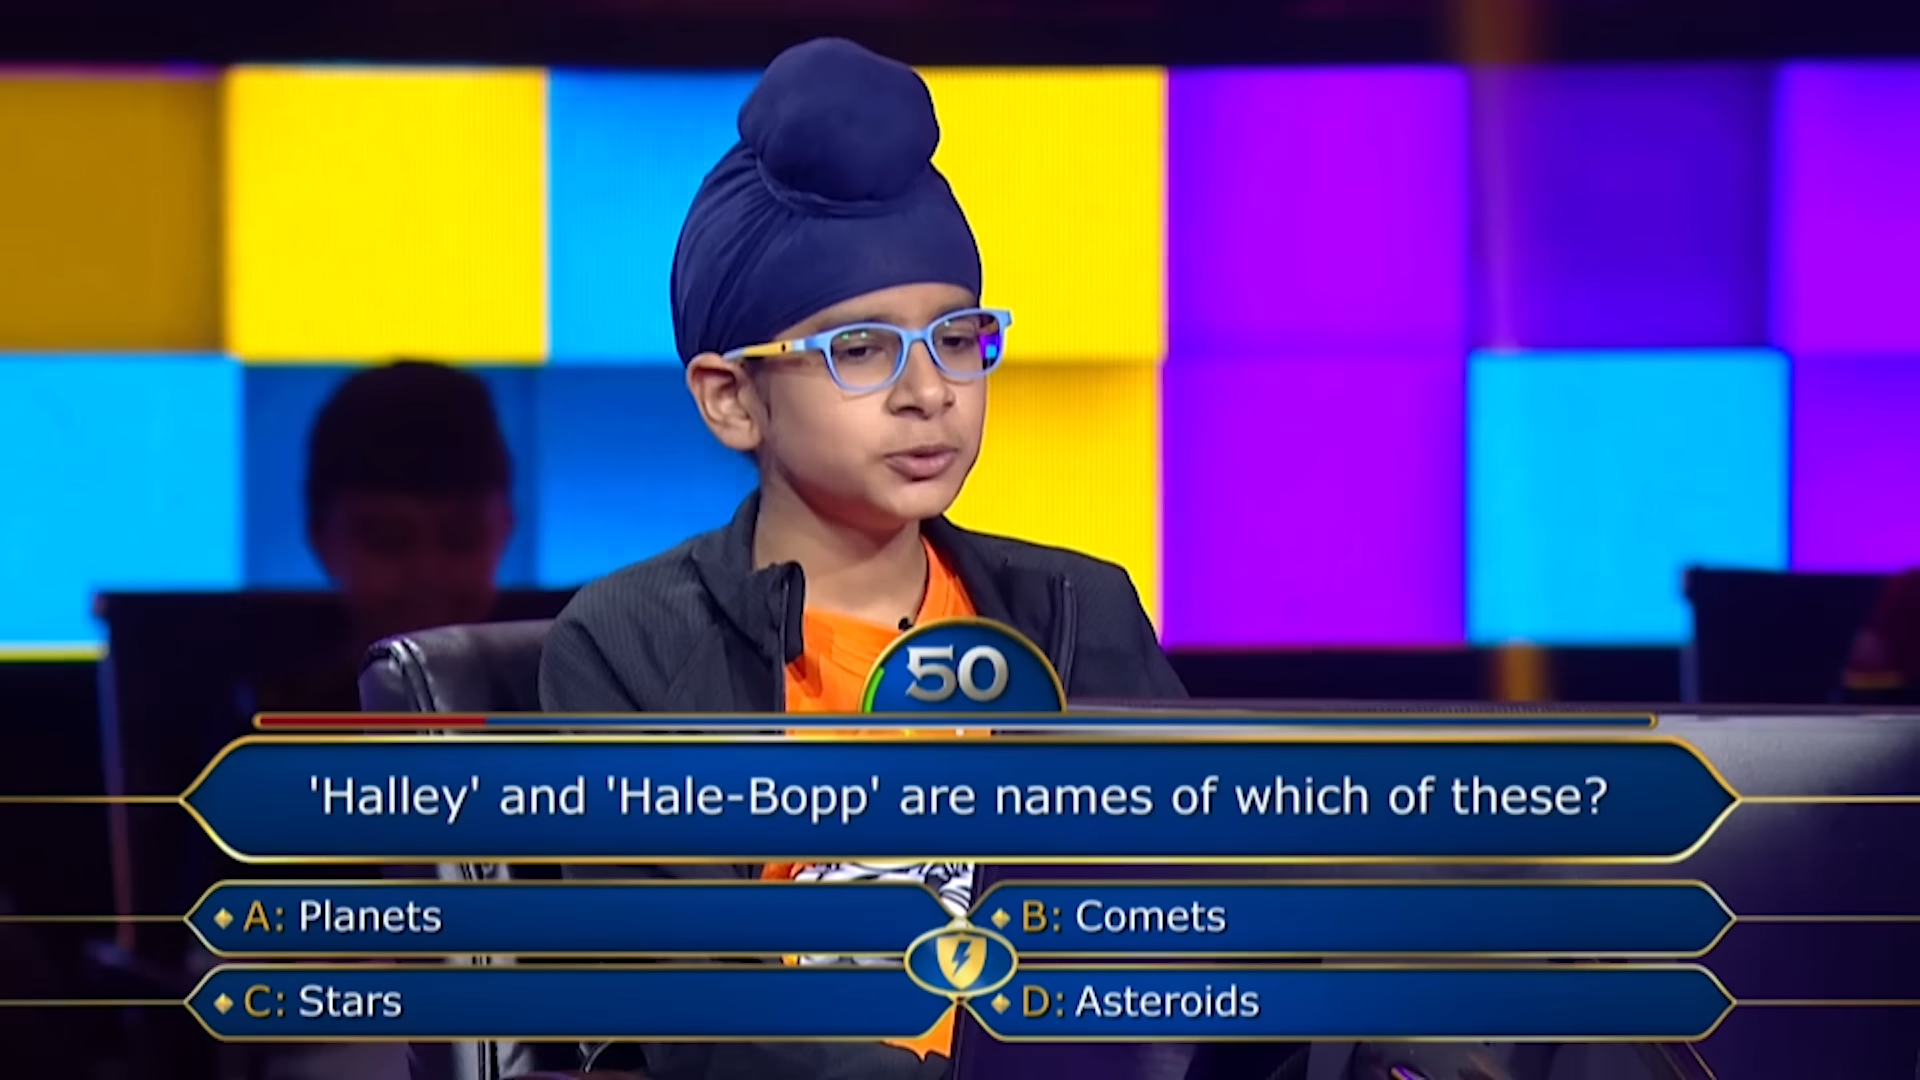 50
'Halley' and 'Hale-Bopp' are names of which of these?
A: Planets
B: Comets
C: Stars
D: Asteroids